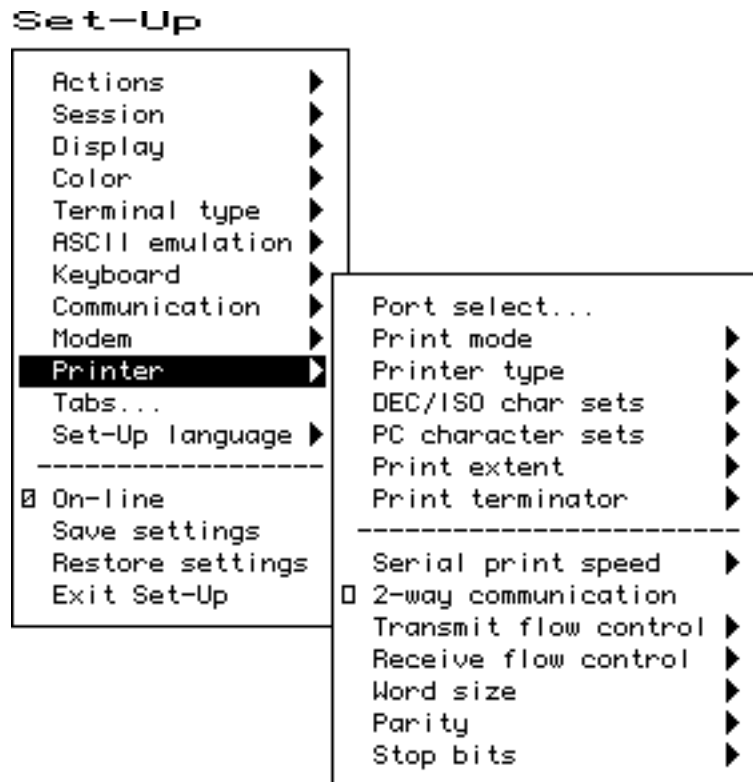 Set-Up
Actions
Session
Display
Color
Terminal type
ASCII emulation
Keyboard
Communication
Modem
Printer
Tabs...
Set-Up language
On-line
Save settings
Restore settings
Exit Set-Up
Port select...
Print mode
Printer type
DEC/ISO char sets
PC character sets
Print extent
Print terminator
Serial print speed
2-way communication
Transmit flow control
Receive flow control
Word size
Parity
Stop bits